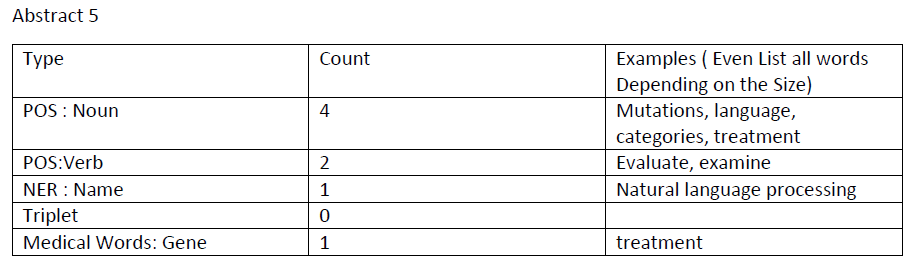 Abstract 5
Type Count Examples ( Even List all words
Depending on the Size)
POS : Noun 4 Mutations, language,
categories, treatment
POS:Verb 2 Evaluate, examine
NER : Name 1 Natural language processing
Triplet 0
Medical Words: Gene 1 treatment